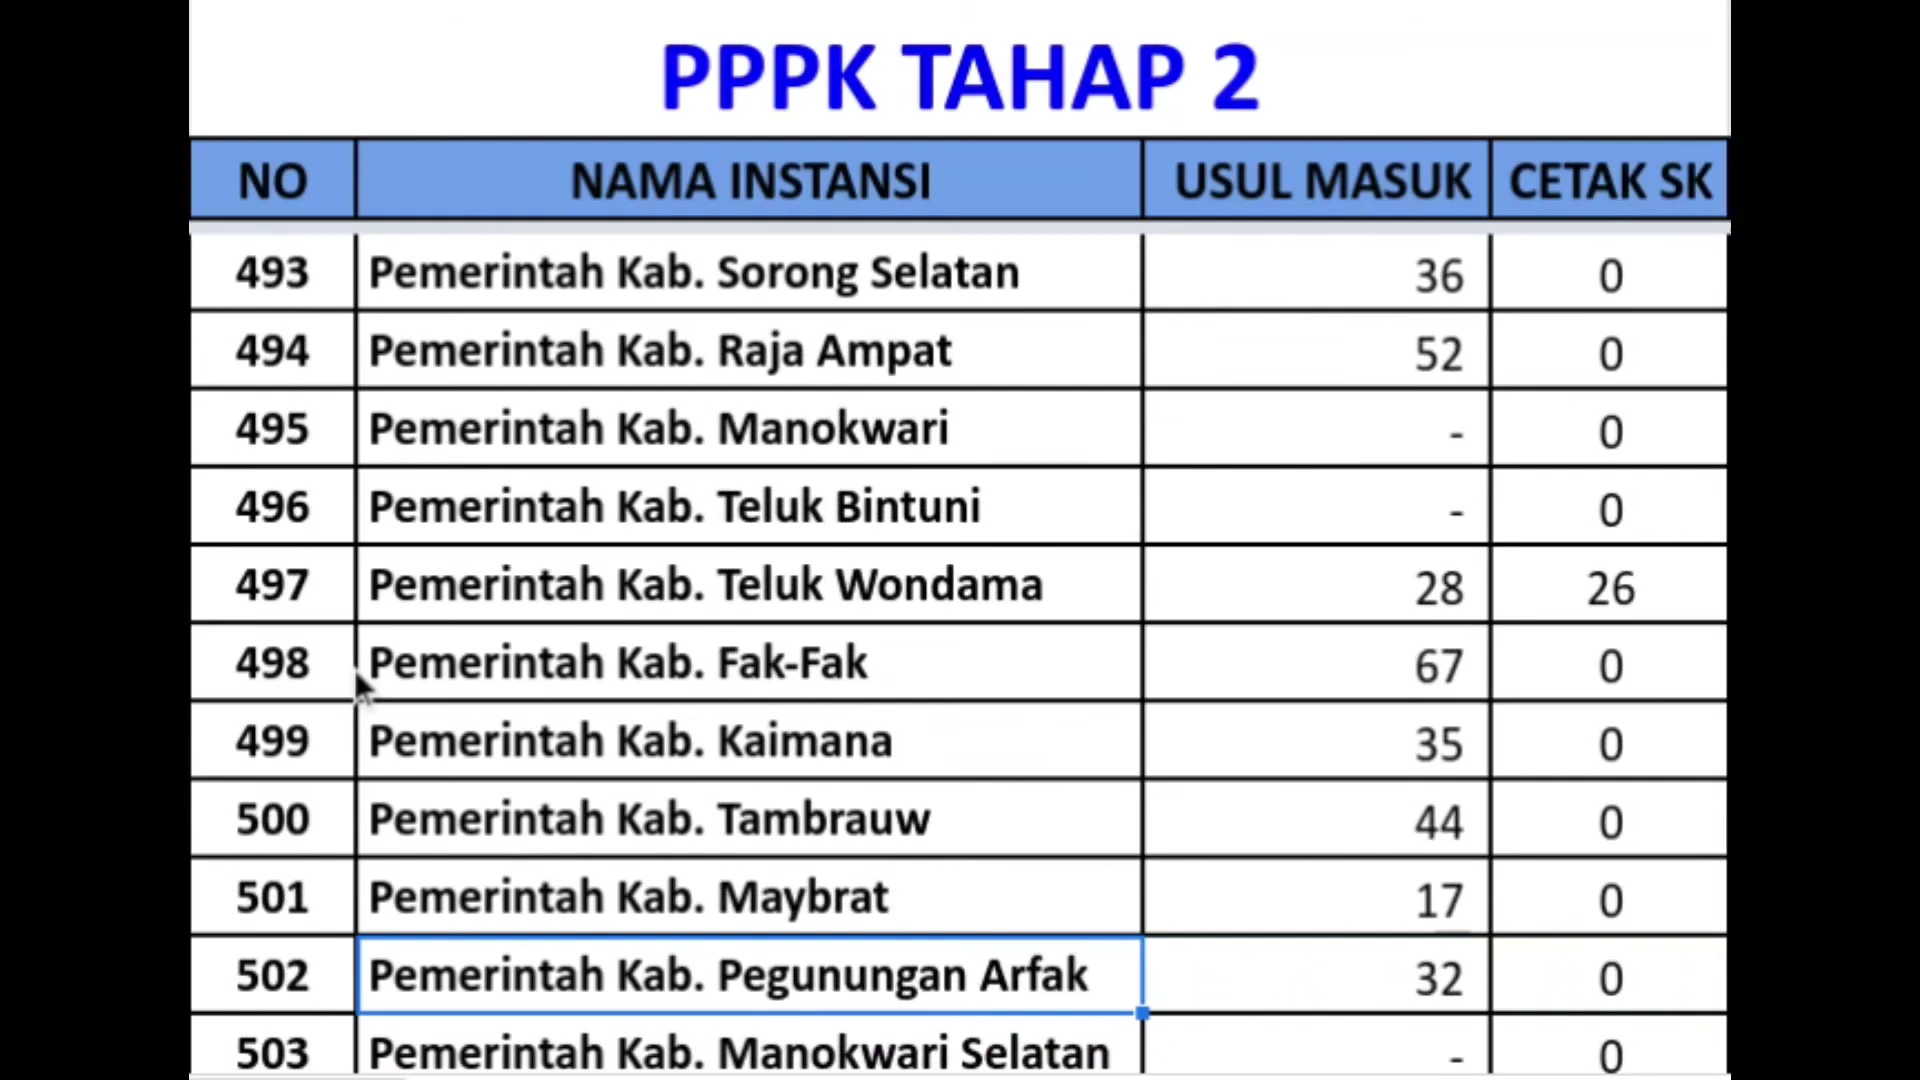 PPPK TAHAP 2
NO NAMA INSTANSI USUL MASUK CETAK SK
493 Pemerintah Kab. Sorong Selatan 36 0
494 Pemerintah Kab. Raja Ampat 52 0
495 Pemerintah Kab. Manokwari - 0
496 Pemerintah Kab. Teluk Bintuni - 0
497 Pemerintah Kab. Teluk Wondama 28 26
498 Pemerintah Kab. Fak-Fak 67 0
499 Pemerintah Kab. Kaimana 35 0
500 Pemerintah Kab. Tambrauw 44 0
501 Pemerintah Kab. Maybrat 17 0
502 Pemerintah Kab. Pegunungan Arfak 32 0
503 Pemerintah Kab. Manokwari Selatan - 0